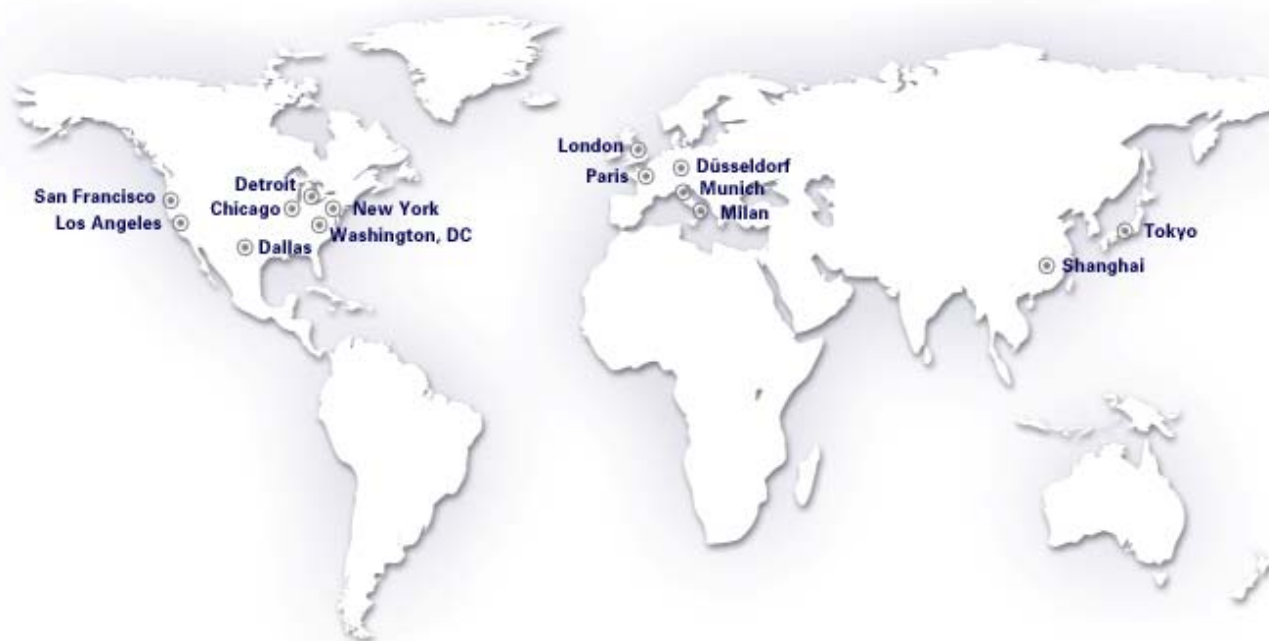 London
Paris
Düsseldorf
Munich
Milan
Detroit
Chicago
San Francisco
Los Angeles
New York
Washington, DC
Dallas
Tokyo
Shanghai